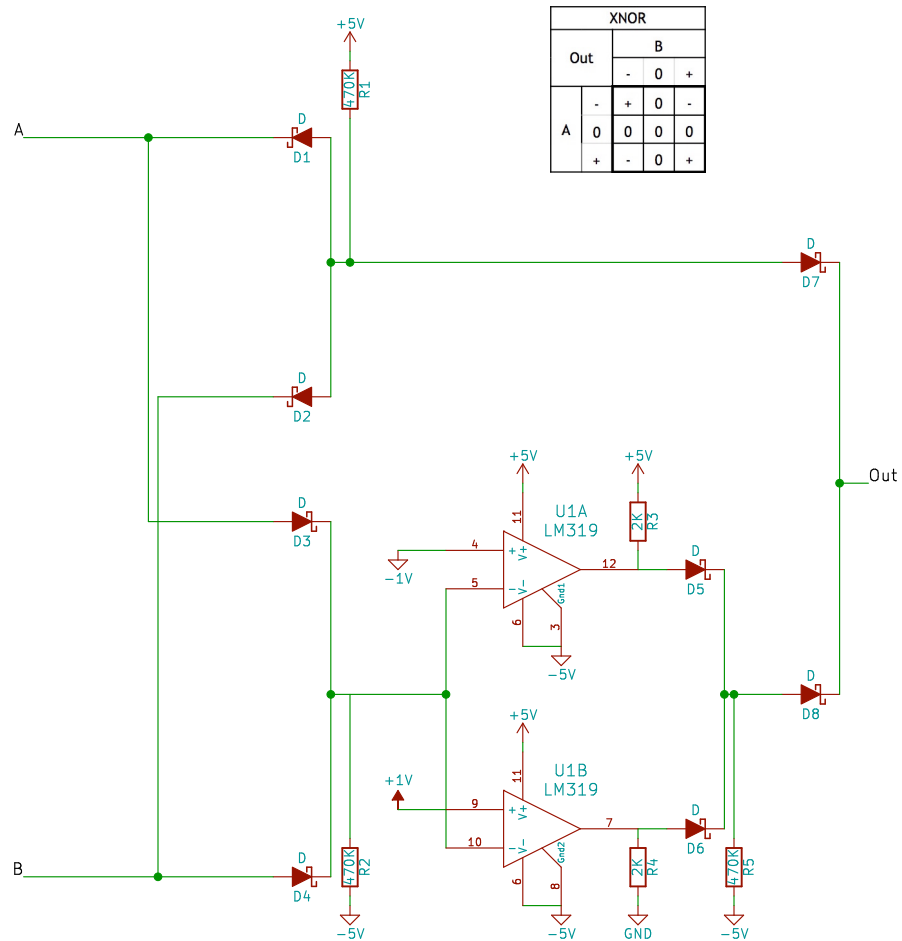 XNOR
Out
B
- 0 +
A
- + 0 -
0 0 0 0
+ - 0 +
+5V
470K
R1
A
D
D1
D
D7
D
D2
Out
D
D3
+5V
+5V
11
U1A
LM319
2K
R3
4
+
V+
-1V
12
D
D5
5
-
V-
Gnd1
6
3
-5V
D
D8
+5V
11
U1B
LM319
+1V
9
+
V+
7
D
D6
10
-
V-
Gnd2
6
8
B
D
D4
470K
R2
2K
R4
470K
R5
-5V
-5V
GND
-5V